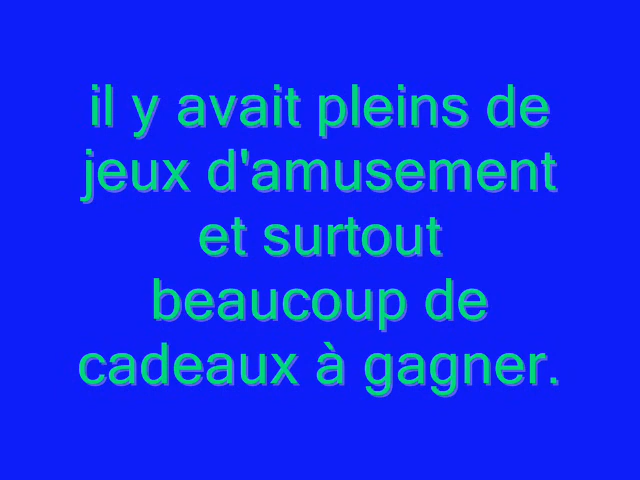 il y avait pleins de
jeux d'amusement
et surtout
beaucoup de
cadeaux à gagner.